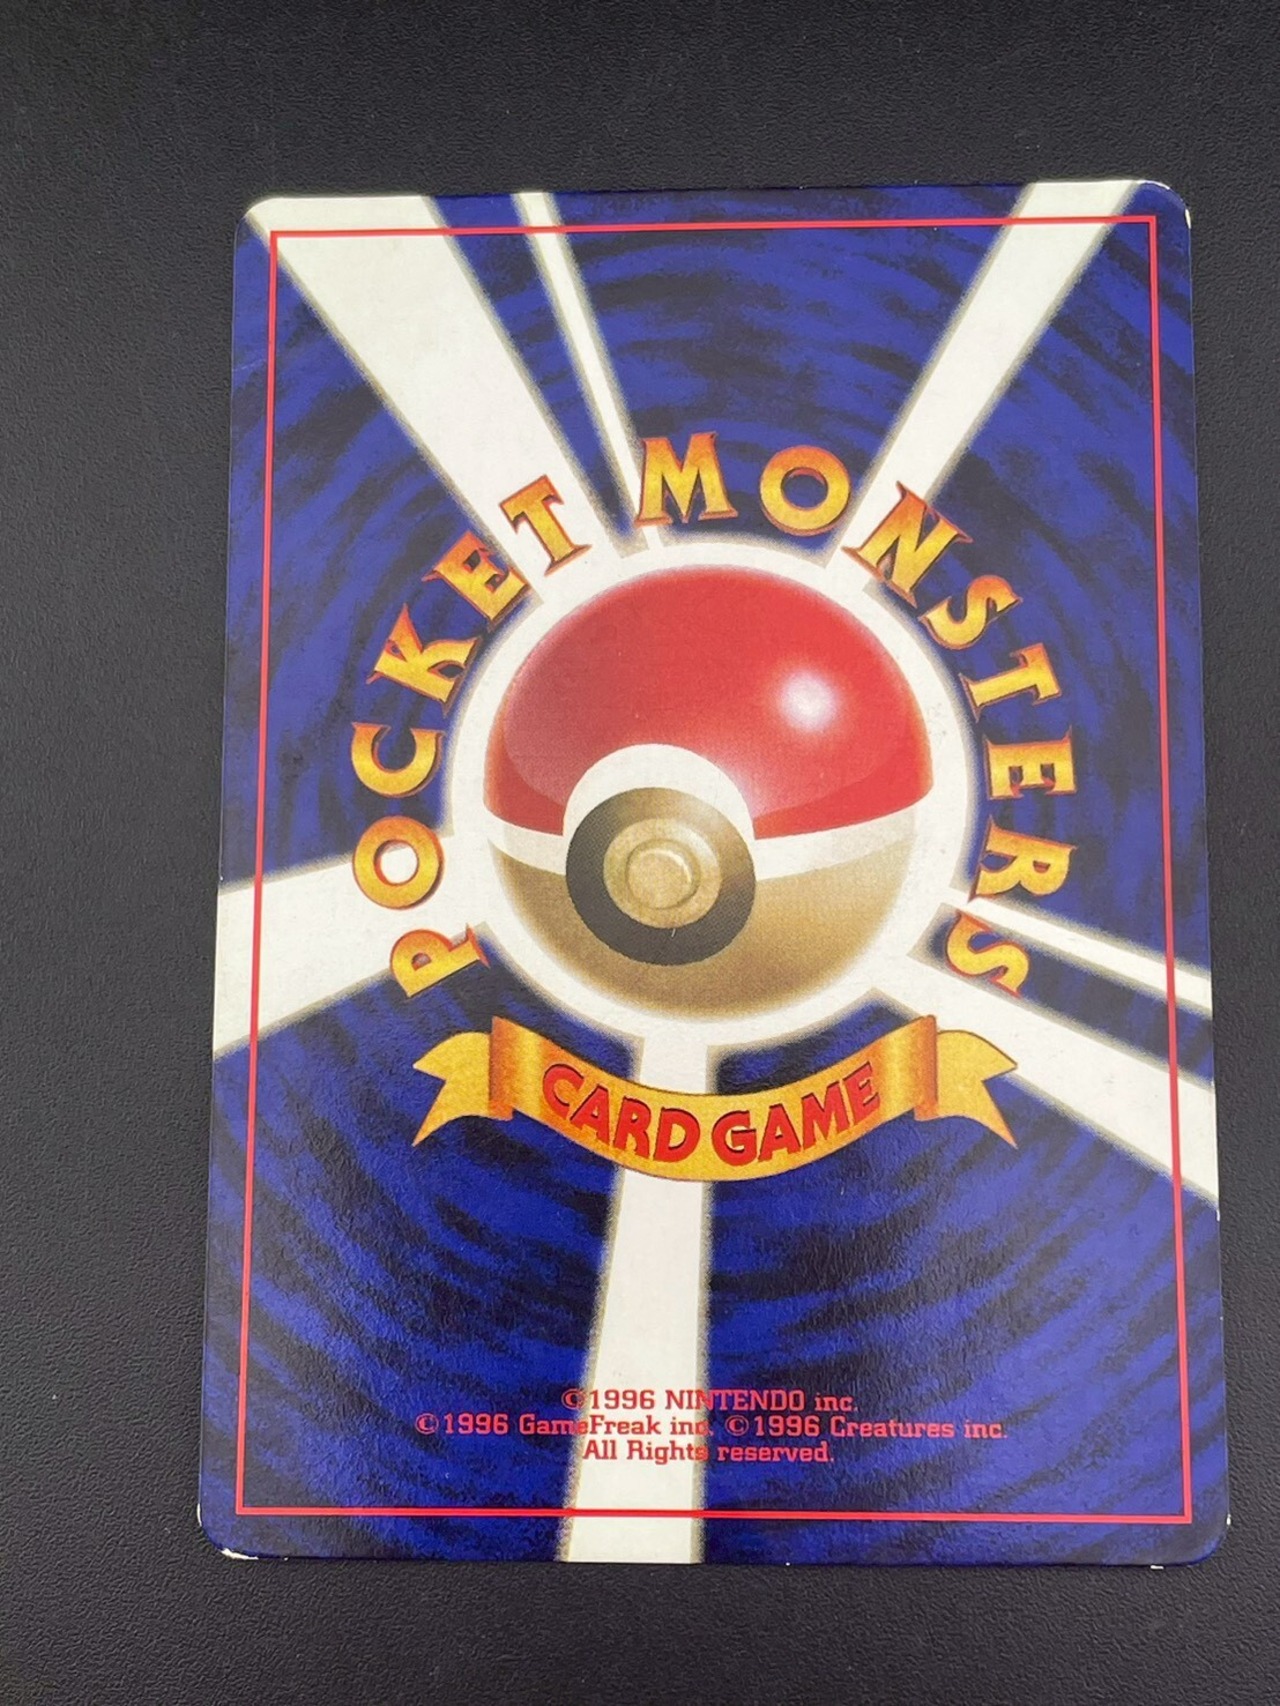 POCKET MONSTERS
CARD GAME
©1996 NINTENDO inc.
©1996 GameFreak inc. ©1996 Creatures inc.
All Rights reserved.